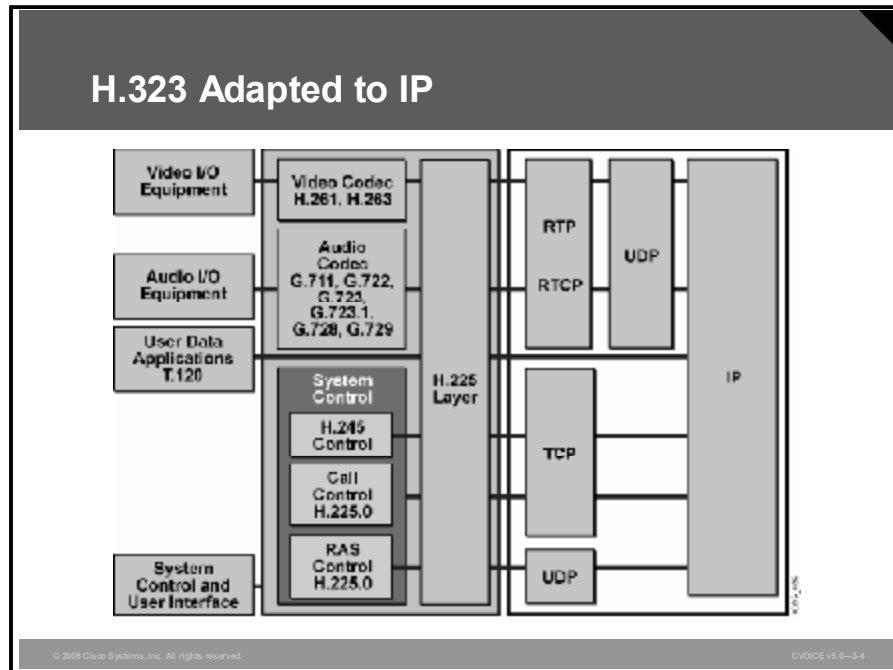 H.323 Adapted to IP
Video I/O
Equipment
Video Codec
H.261, H.263
Audio I/O
Equipment
Audio
Codec
G.711, G.722,
G.723,
G.723.1,
G.728, G.729
User Data
Applications
T.120
System
Control
H.245
Control
Call
Control
H.225.0
RAS
Control
H.225.0
System
Control and
User Interface
H.225
Layer
RTP
RTCP
UDP
TCP
UDP
IP
© 2006 Cisco Systems, Inc. All rights reserved.
CVOICE v5.0—3-4